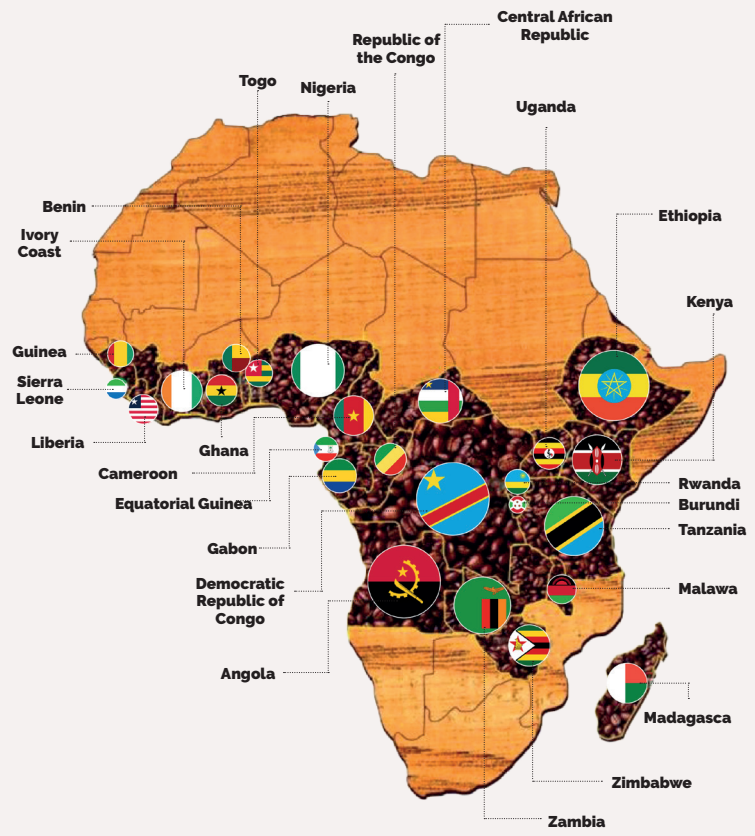 Central African
Republic
Republic of
the Congo
Togo
Nigeria
Uganda
Benin
Ethiopia
Ivory
Coast
Kenya
Guinea
Sierra
Leone
Liberia
Ghana
Cameroon
Rwanda
Equatorial Guinea
Burundi
Tanzania
Gabon
Democratic
Republic of
Congo
Malawa
Angola
Madagasca
Zimbabwe
Zambia